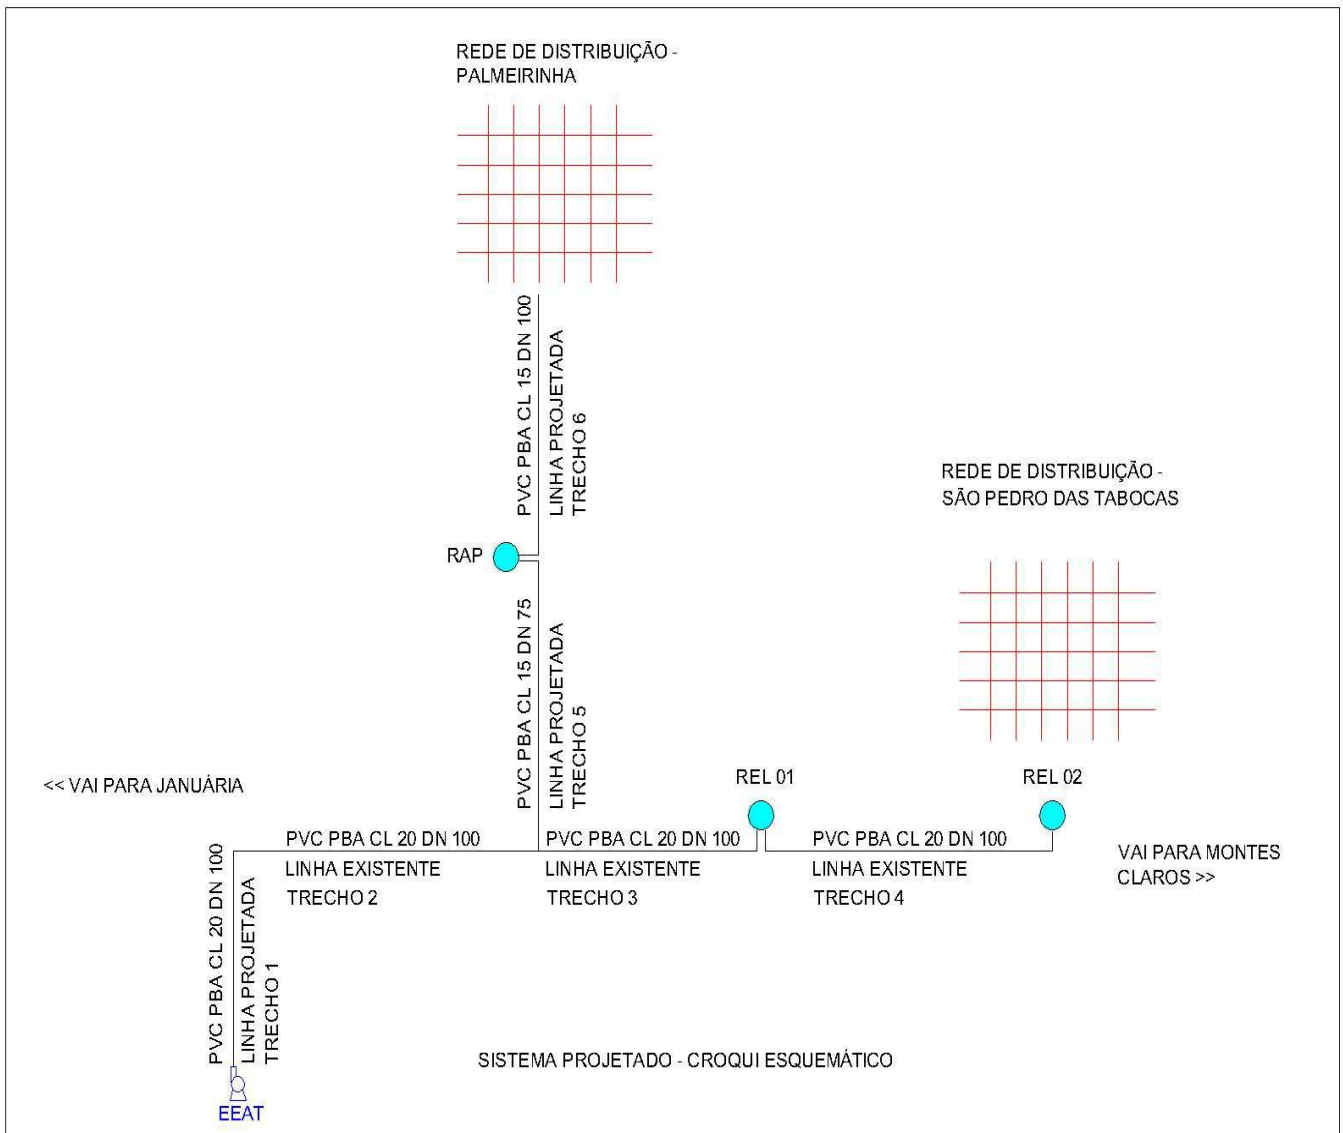 REDE DE DISTRIBUIÇÃO -
PALMEIRINHA
PVC PBA CL 15 DN 100
LINHA PROJETADA
TRECHO 6
REDE DE DISTRIBUIÇÃO -
SÃO PEDRO DAS TABOCAS
RAP
PVC PBA CL 15 DN 75
LINHA PROJETADA
TRECHO 5
<< VAI PARA JANUÁRIA
REL 01
REL 02
PVC PBA CL 20 DN 100
LINHA EXISTENTE
TRECHO 2
PVC PBA CL 20 DN 100
LINHA EXISTENTE
TRECHO 3
PVC PBA CL 20 DN 100
LINHA EXISTENTE
TRECHO 4
VAI PARA MONTES
CLAROS >>
PVC PBA CL 20 DN 100
LINHA PROJETADA
TRECHO 1
SISTEMA PROJETADO - CROQUI ESQUEMÁTICO
EEAT